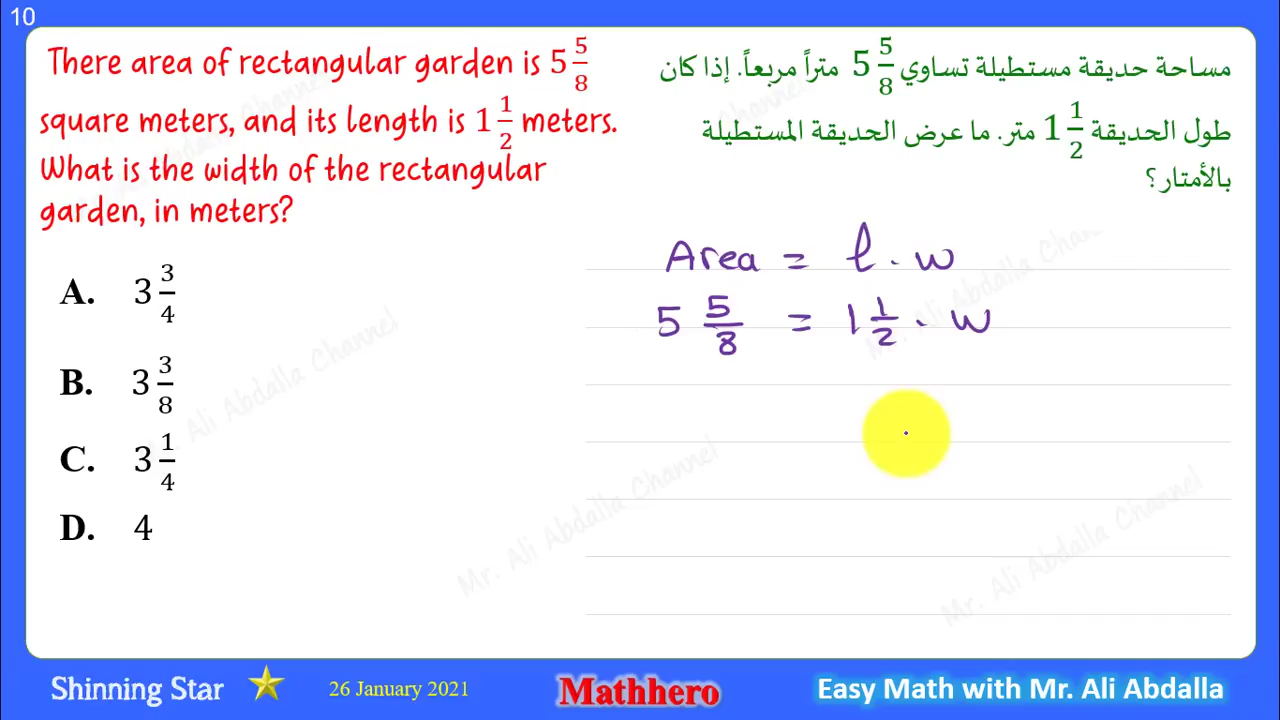 10
There area of rectangular garden is 5 5/8
square meters, and its length is 1 1/2 meters.
What is the width of the rectangular
garden, in meters?
A. 3 3/4
B. 3 3/8
C. 3 1/4
D. 4
مساحة حديقة مستطيلة تساوي 5 5/8 متراً مربعاً. إذا كان
طول الحديقة 1 1/2 متر. ما عرض الحديقة المستطيلة
بالأمتار؟
Area = l . w
5 5/8 = 1 1/2 . w
Mr. Ali Abdalla Channel
Shinning Star
26 January 2021
Mathhero
Easy Math with Mr. Ali Abdalla